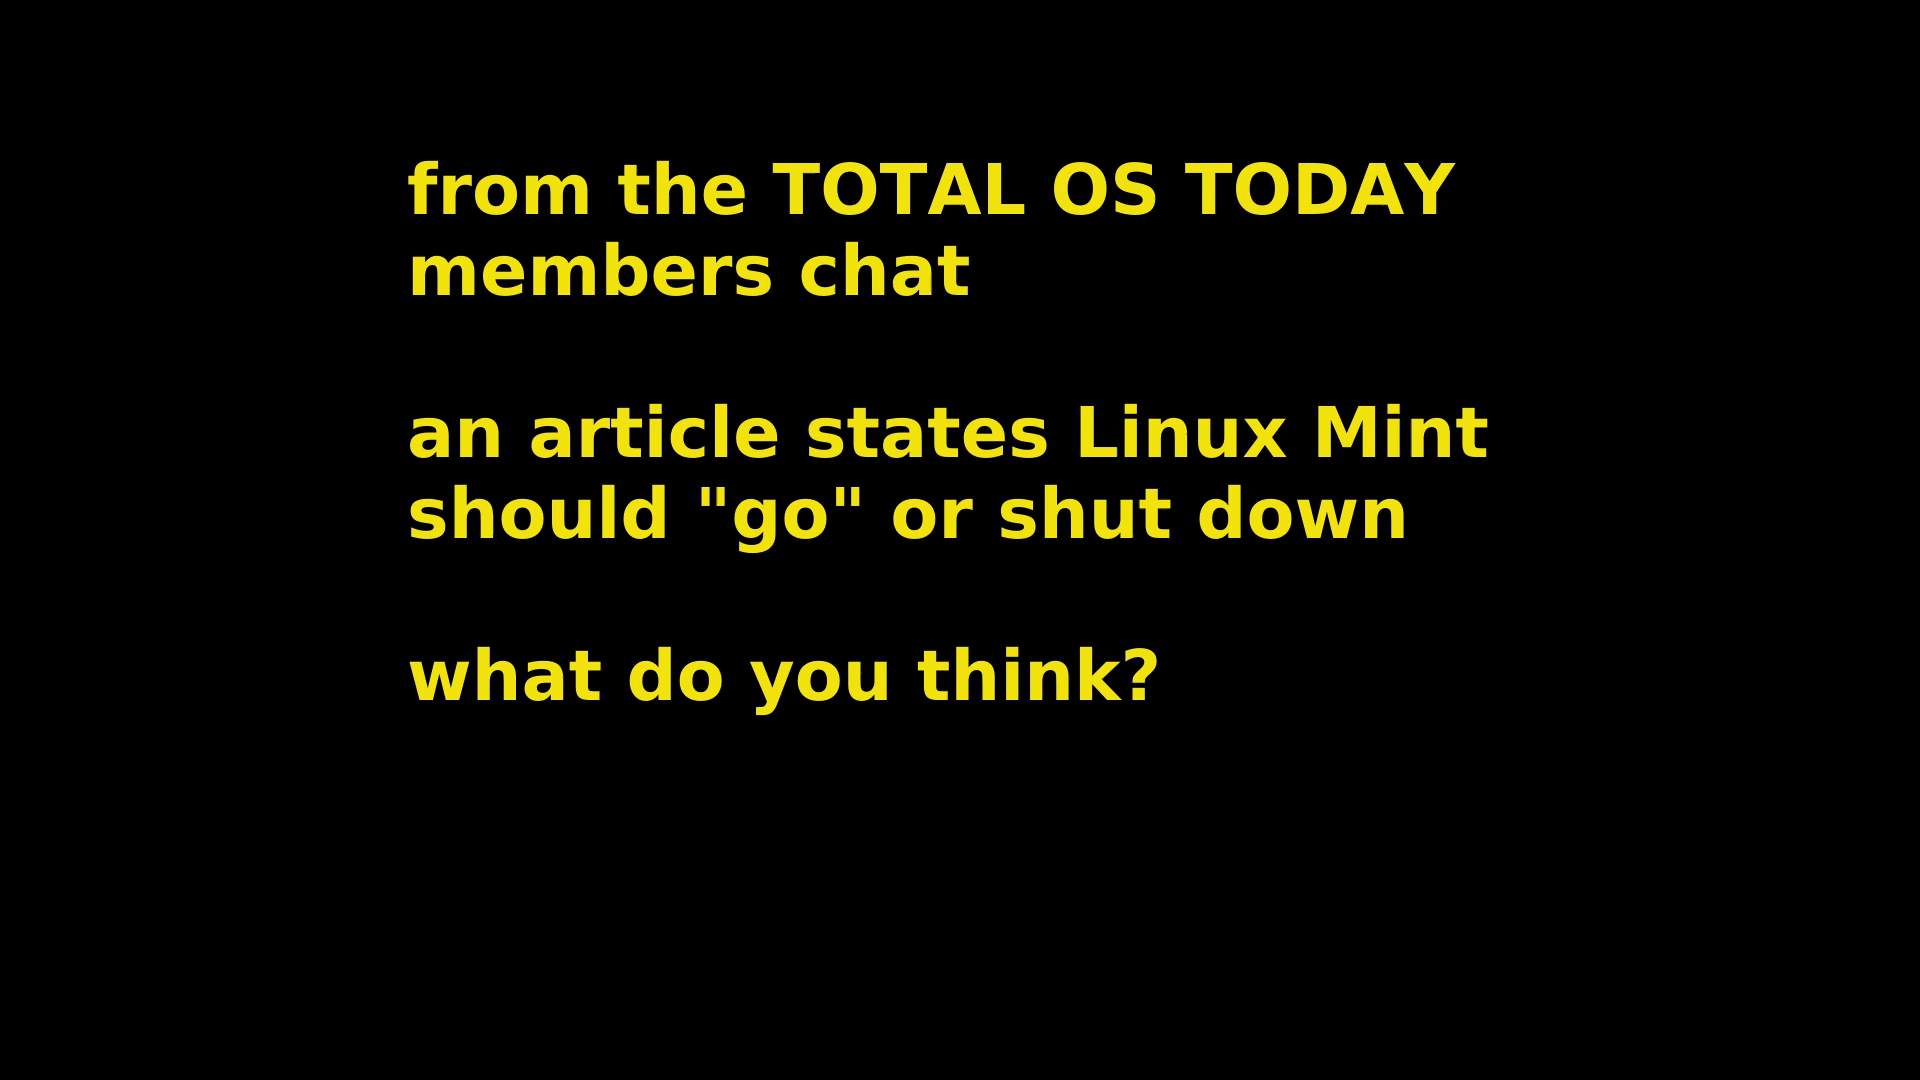 from the TOTAL OS TODAY
members chat
an article states Linux Mint
should "go" or shut down
what do you think?